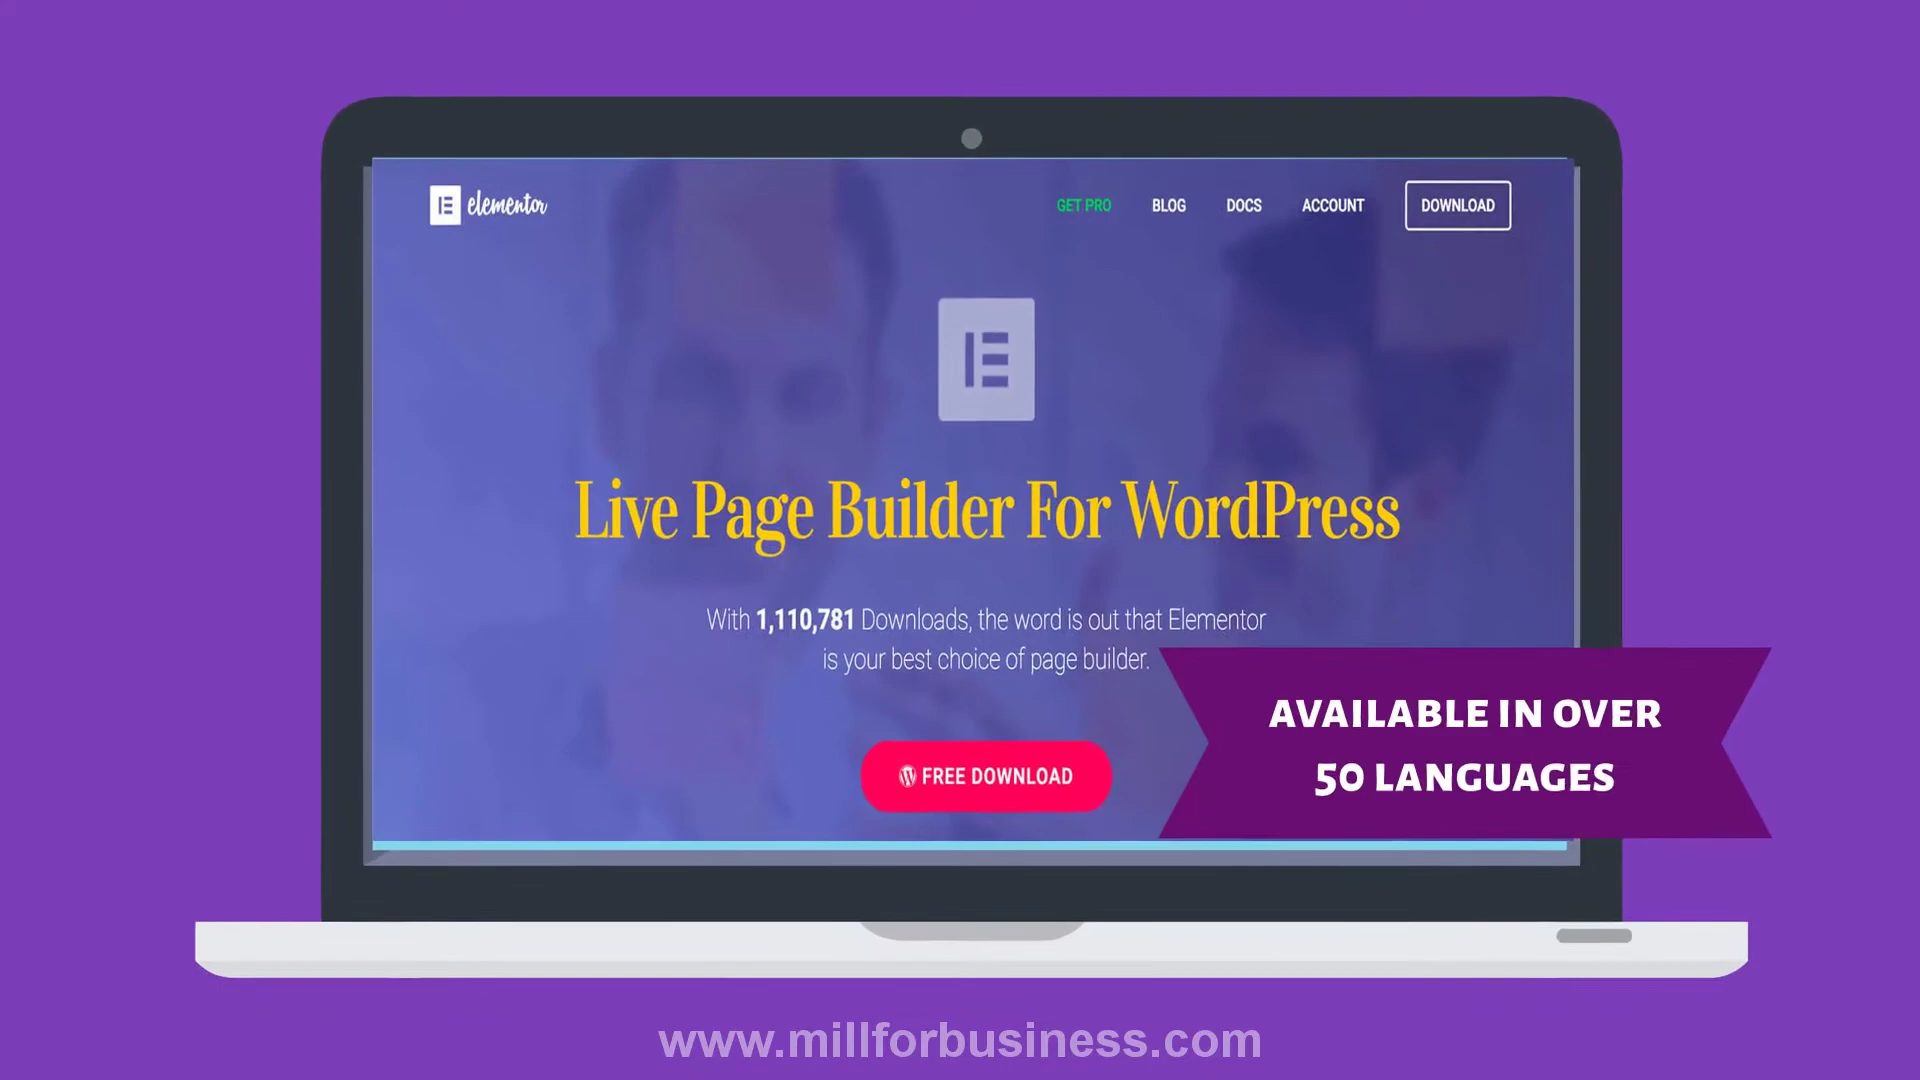 elementor
GET PRO BLOG DOCS ACCOUNT DOWNLOAD
Live Page Builder For WordPress
With 1,110,781 Downloads, the word is out that Elementor
is your best choice of page builder.
FREE DOWNLOAD
AVAILABLE IN OVER
50 LANGUAGES
www.millforbusiness.com